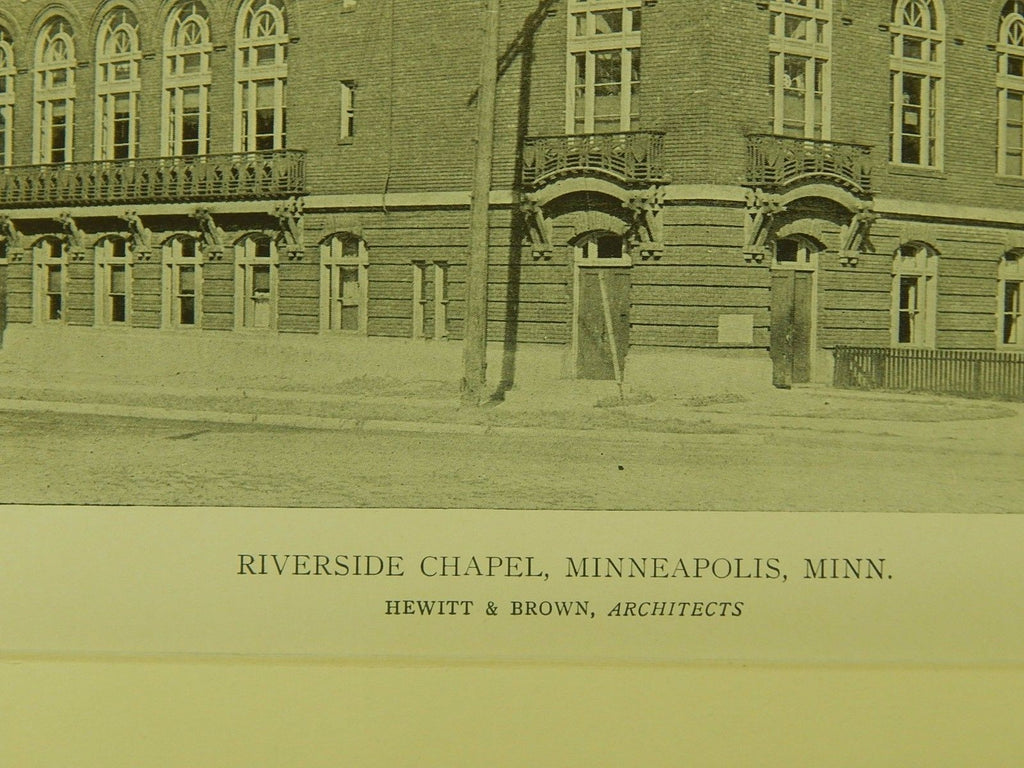 RIVERSIDE CHAPEL, MINNEAPOLIS, MINN.
HEWITT & BROWN, ARCHITECTS